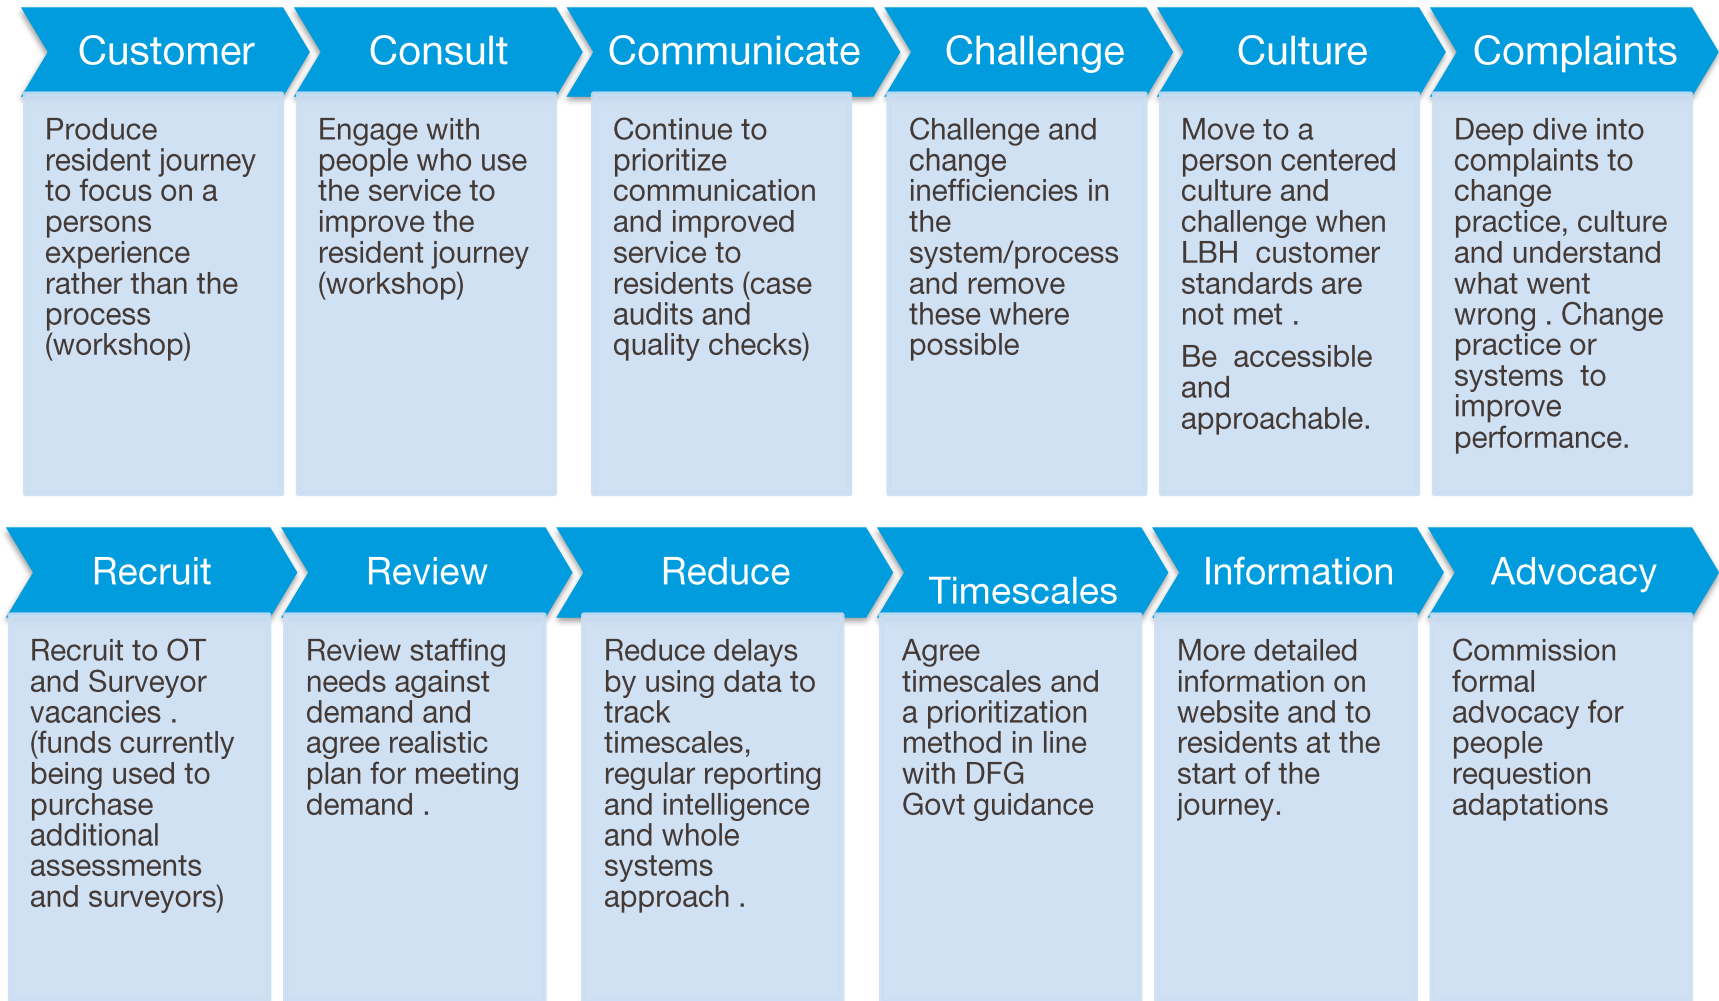 Customer
Produce
resident journey
to focus on a
persons
experience
rather than the
process
(workshop)
Consult
Engage with
people who use
the service to
improve the
resident journey
(workshop)
Communicate
Continue to
prioritize
communication
and improved
service to
residents (case
audits and
quality checks)
Challenge
Challenge and
change
inefficiencies in
the
system/process
and remove
these where
possible
Culture
Move to a
person centered
culture and
challenge when
LBH  customer
standards are
not met .
Be  accessible
and
approachable.
Complaints
Deep dive into
complaints to
change
practice, culture
and understand
what went
wrong . Change
practice or
systems  to
improve
performance.
Recruit
Recruit to OT
and Surveyor
vacancies .
(funds currently
being used to
purchase
additional
assessments
and surveyors)
Review
Review staffing
needs against
demand and
agree realistic
plan for meeting
demand .
Reduce
Reduce delays
by using data to
track
timescales,
regular reporting
and intelligence
and whole
systems
approach .
Timescales
Agree
timescales and
a prioritization
method in line
with DFG
Govt guidance
Information
More detailed
information on
website and to
residents at the
start of the
journey.
Advocacy
Commission
formal
advocacy for
people
requestion
adaptations